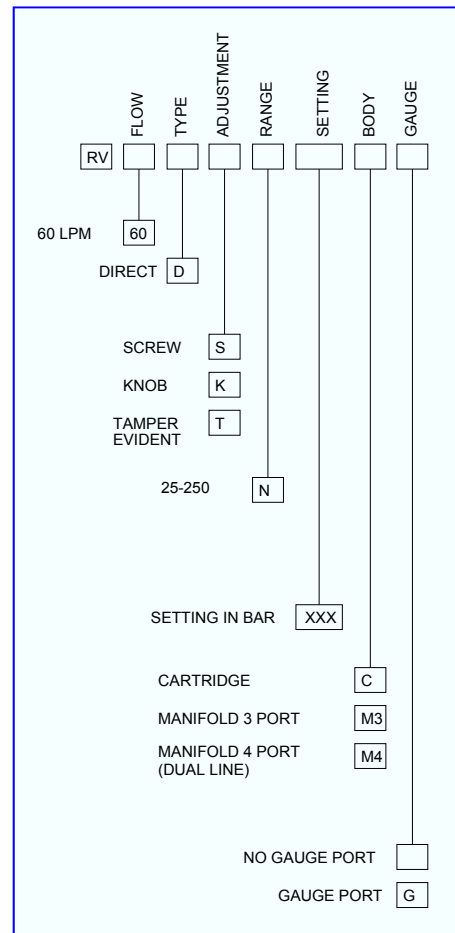 FLOW
TYPE
ADJUSTMENT
RANGE
SETTING
BODY
GAUGE
RV
60 LPM 60
DIRECT D
SCREW S
KNOB K
TAMPER
EVIDENT T
25-250 N
SETTING IN BAR XXX
CARTRIDGE C
MANIFOLD 3 PORT M3
MANIFOLD 4 PORT
(DUAL LINE) M4
NO GAUGE PORT
GAUGE PORT G